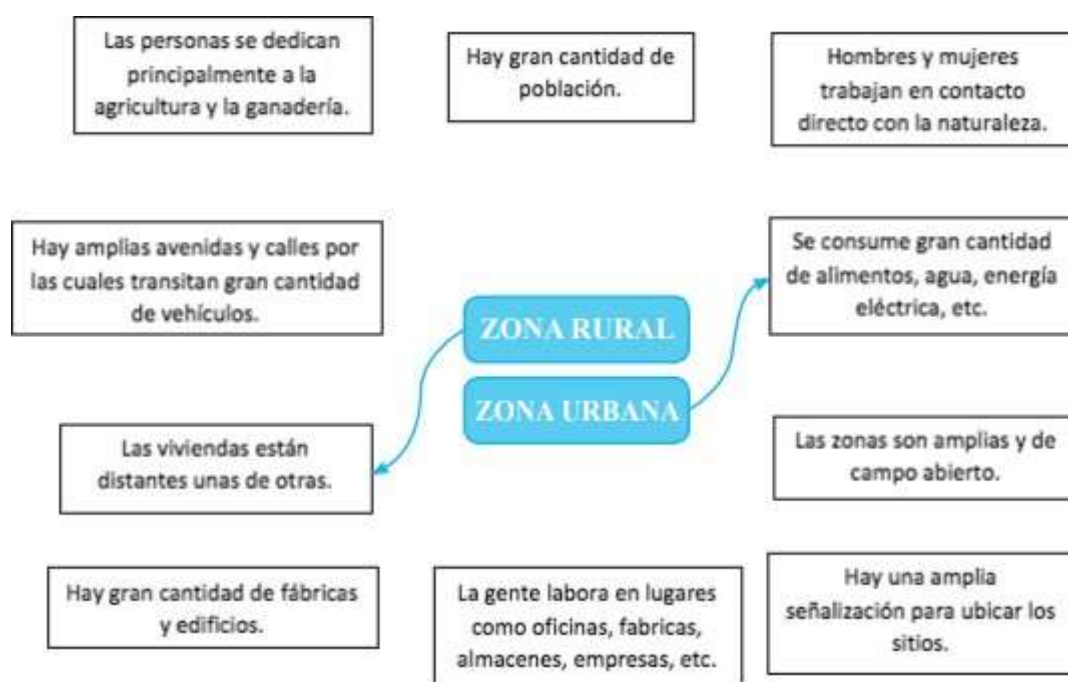 Las personas se dedican
principalmente a la
agricultura y la ganadería.
Hay gran cantidad de
población.
Hombres y mujeres
trabajan en contacto
directo con la naturaleza.
Hay amplias avenidas y calles por
las cuales transitan gran cantidad
de vehículos.
Se consume gran cantidad
de alimentos, agua, energía
eléctrica, etc.
ZONA RURAL
ZONA URBANA
Las viviendas están
distantes unas de otras.
Las zonas son amplias y de
campo abierto.
Hay gran cantidad de fábricas
y edificios.
La gente labora en lugares
como oficinas, fabricas,
almacenes, empresas, etc.
Hay una amplia
señalización para ubicar los
sitios.